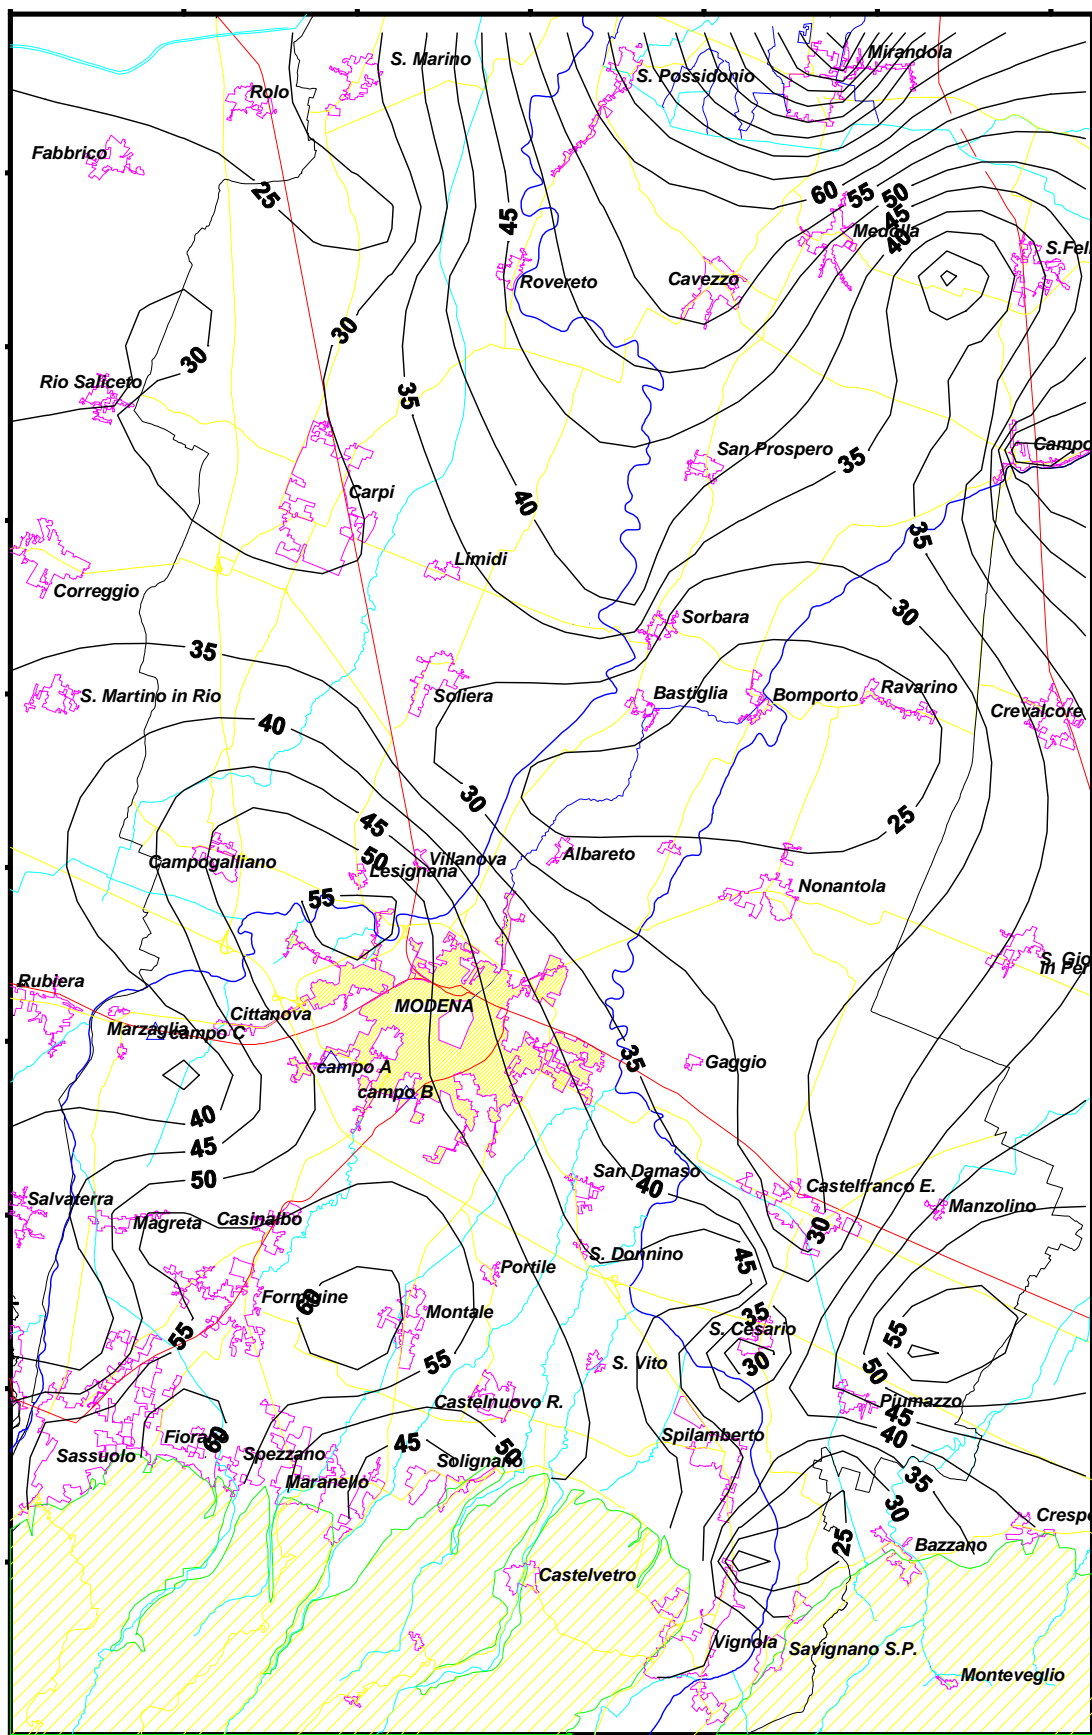 S. Marino
Mirandola
S. Possidonio
Rolo
Fabbrico
25
60
55
50
45
40
45
Medolla
S.Fel
Rovereto
Cavezzo
30
30
Rio Saliceto
35
Campo
San Prospero
35
Carpi
40
35
Limidi
Correggio
30
Sorbara
35
S. Martino in Rio
Soliera
Bastiglia
Bomporto
Ravarino
Crevalcore
40
30
45
25
50
Villanova
Albareto
Campogalliano
Lesignana
Nonantola
55
S. Gio
in Per
Rubiera
MODENA
Cittanova
Marzaglia
campo C
35
Gaggio
campo A
campo B
40
45
50
San Damaso
40
Castelfranco E.
Salvaterra
Magreta
Casinalbo
Manzolino
30
S. Donnino
45
Portile
Formigine
60
Montale
35
S. Cesario
55
55
30
55
S. Vito
50
Castelnuovo R.
Piumazzo
45
40
Spilamberto
60
45
50
Sassuolo
Spezzano
Solignano
Maranello
35
30
25
Crespe
Bazzano
Castelvetro
Vignola
Savignano S.P.
Monteveglio